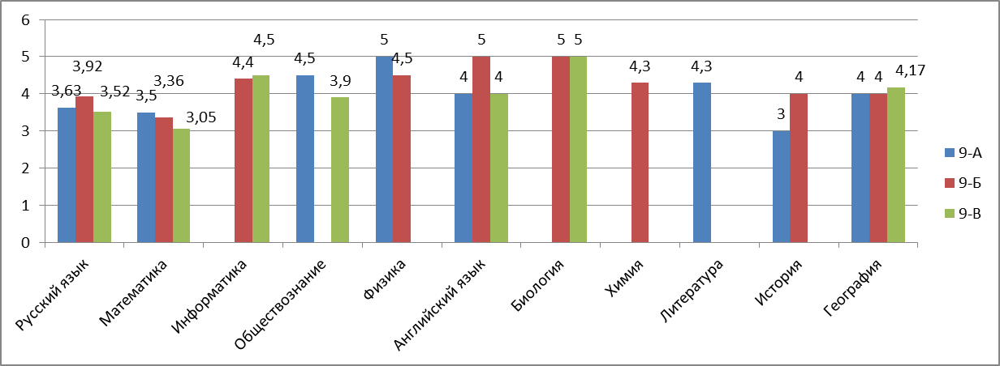 6
5
4
3
2
1
0
3,63
3,92
3,52
3,5
3,36
3,05
4,4
4,5
4,5
3,9
5
4,5
4
5
4
5
5
4,3
4,3
3
4
4
4
4,17
Русский язык
Математика
Информатика
Обществознание
Физика
Английский язык
Биология
Химия
Литература
История
География
9-А
9-Б
9-В